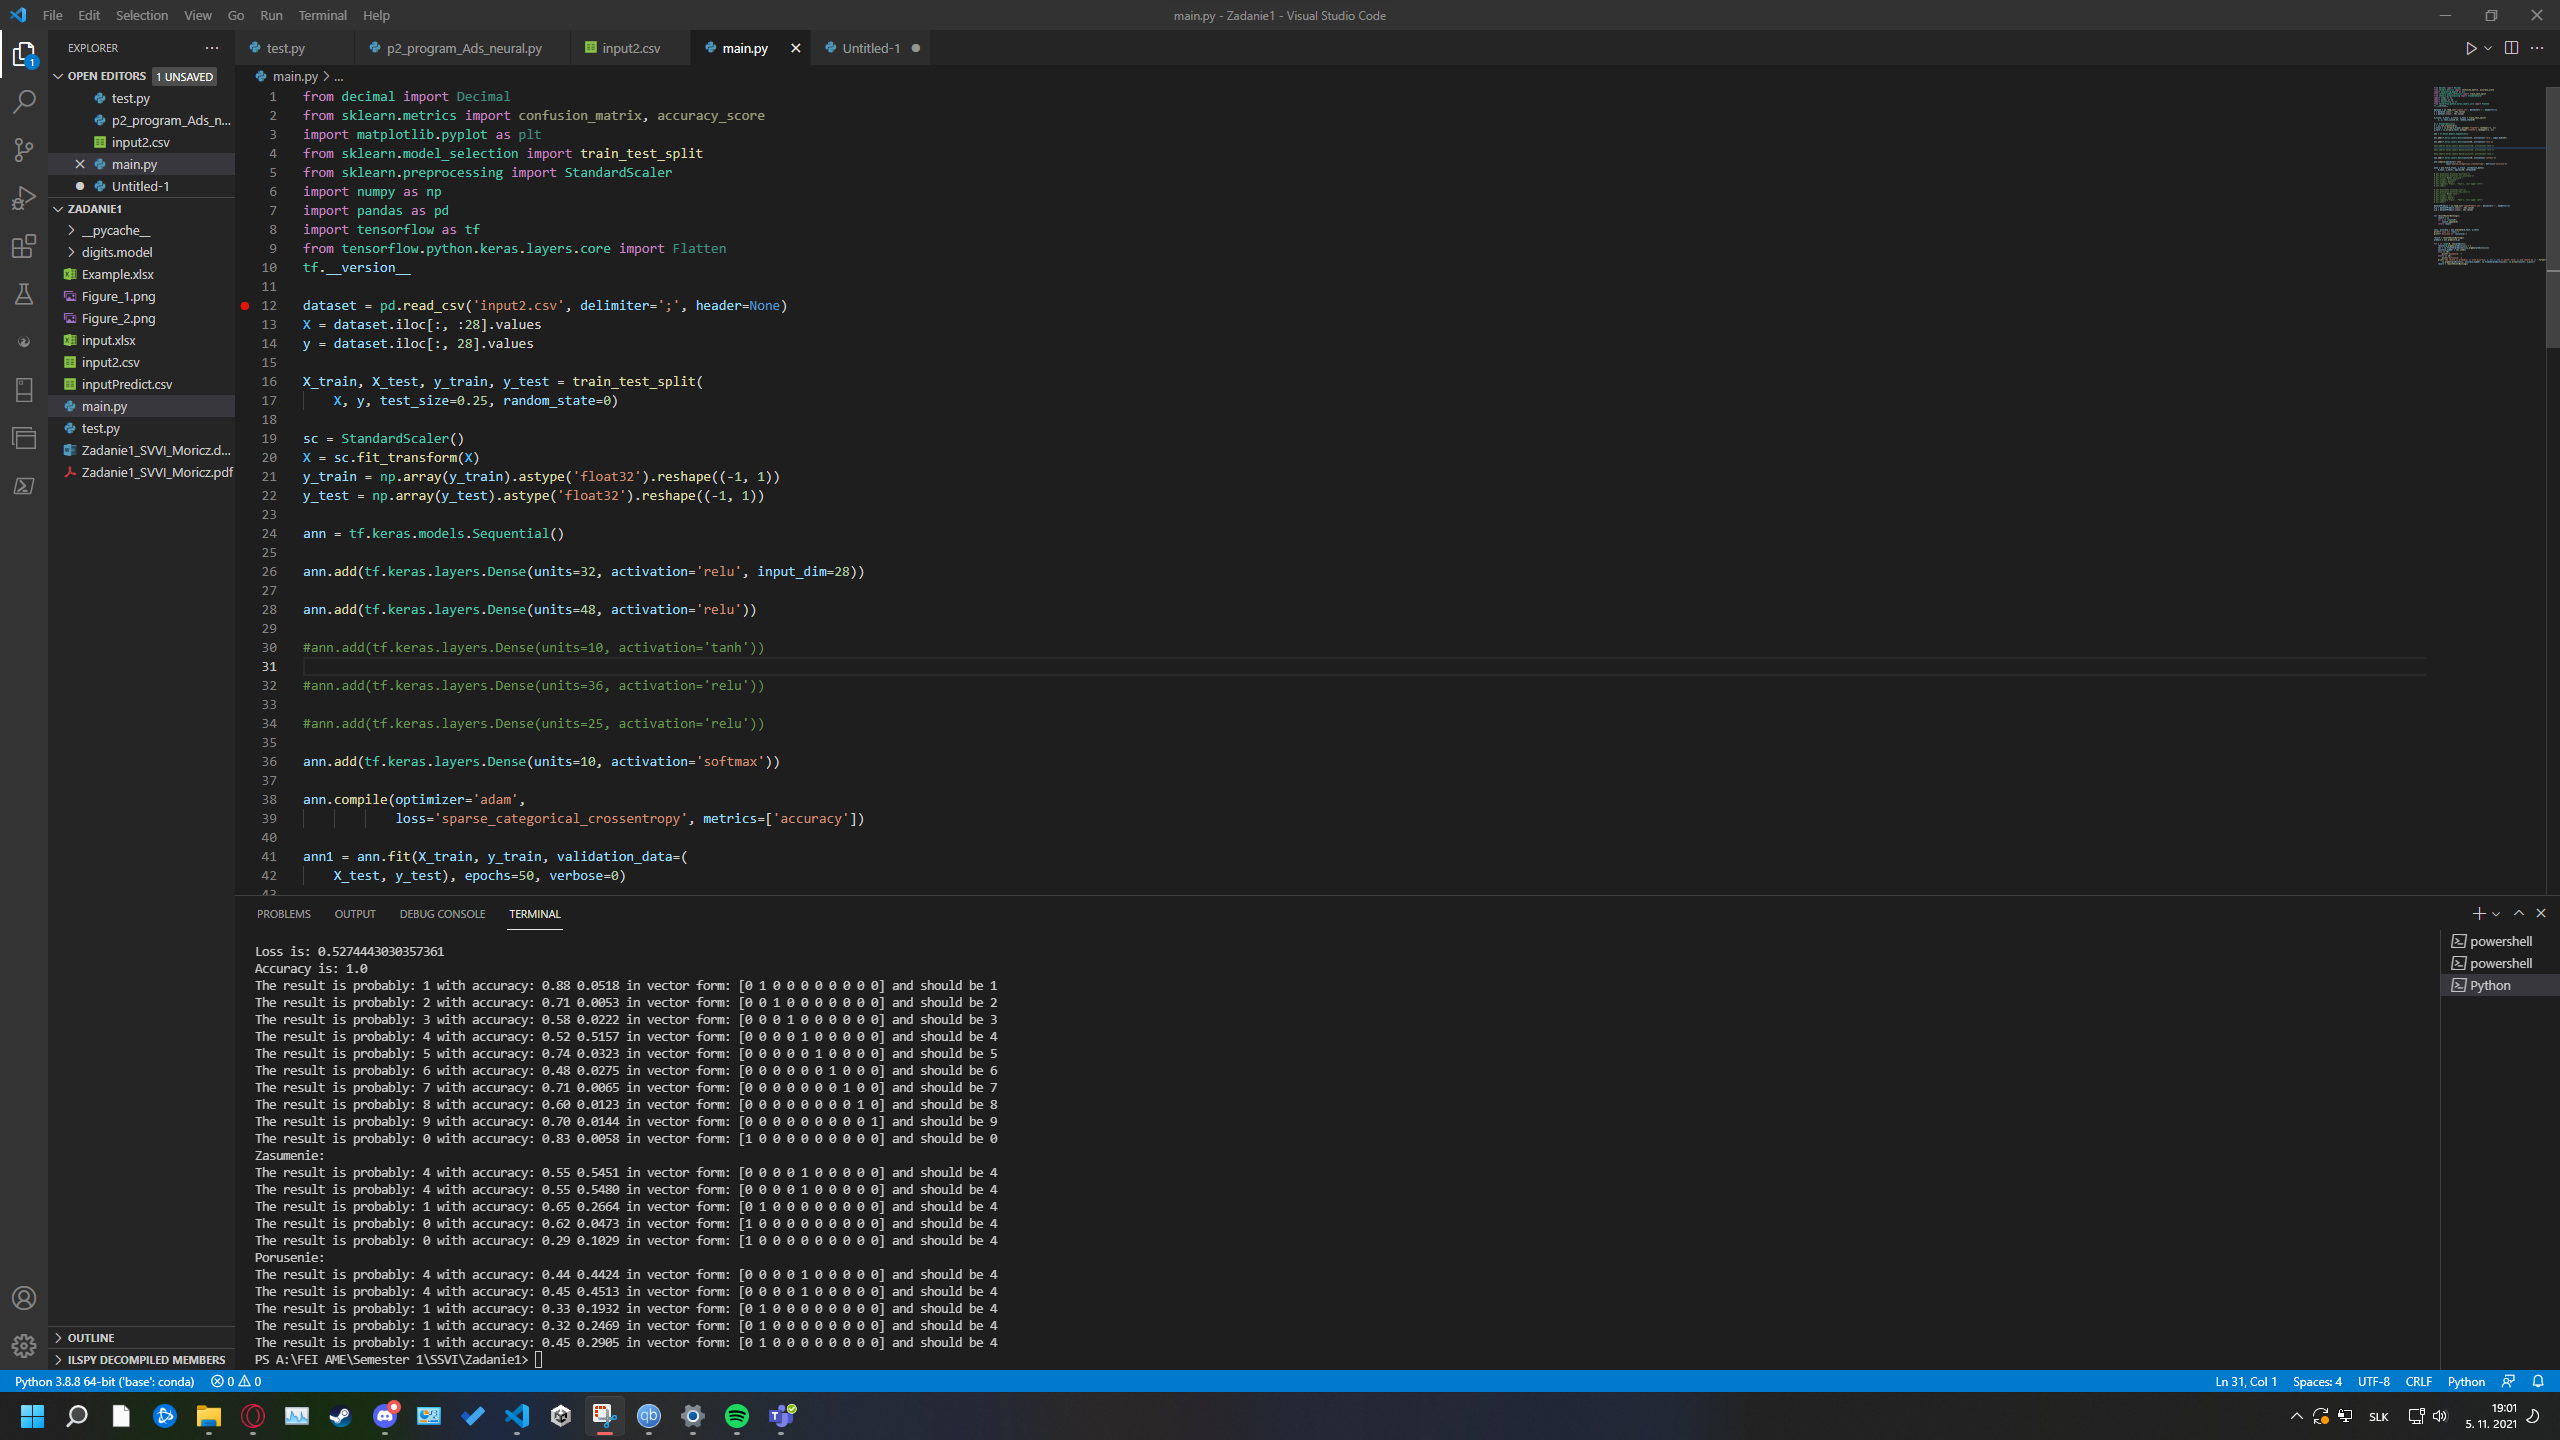 File Edit Selection View Go Run Terminal Help
main.py - Zadanie1 - Visual Studio Code
EXPLORER
test.py
p2_program_Ads_neural.py
input2.csv
main.py
Untitled-1
OPEN EDITORS 1 UNSAVED
test.py
p2_program_Ads_n...
input2.csv
main.py
Untitled-1
ZADANIE1
__pycache__
digits.model
Example.xlsx
Figure_1.png
Figure_2.png
input.xlsx
input2.csv
inputPredict.csv
main.py
test.py
Zadanie1_SVVI_Moricz.d...
Zadanie1_SVVI_Moricz.pdf
OUTLINE
ILSPY DECOMPILED MEMBERS
main.py > ...
1 from decimal import Decimal
2 from sklearn.metrics import confusion_matrix, accuracy_score
3 import matplotlib.pyplot as plt
4 from sklearn.model_selection import train_test_split
5 from sklearn.preprocessing import StandardScaler
6 import numpy as np
7 import pandas as pd
8 import tensorflow as tf
9 from tensorflow.python.keras.layers.core import Flatten
10 tf.__version__
11
12 dataset = pd.read_csv('input2.csv', delimiter=';', header=None)
13 X = dataset.iloc[:, :28].values
14 y = dataset.iloc[:, 28].values
15
16 X_train, X_test, y_train, y_test = train_test_split(
17     X, y, test_size=0.25, random_state=0)
18
19 sc = StandardScaler()
20 X = sc.fit_transform(X)
21 y_train = np.array(y_train).astype('float32').reshape((-1, 1))
22 y_test = np.array(y_test).astype('float32').reshape((-1, 1))
23
24 ann = tf.keras.models.Sequential()
25
26 ann.add(tf.keras.layers.Dense(units=32, activation='relu', input_dim=28))
27
28 ann.add(tf.keras.layers.Dense(units=48, activation='relu'))
29
30 #ann.add(tf.keras.layers.Dense(units=10, activation='tanh'))
31
32 #ann.add(tf.keras.layers.Dense(units=36, activation='relu'))
33
34 #ann.add(tf.keras.layers.Dense(units=25, activation='relu'))
35
36 ann.add(tf.keras.layers.Dense(units=10, activation='softmax'))
37
38 ann.compile(optimizer='adam',
39             loss='sparse_categorical_crossentropy', metrics=['accuracy'])
40
41 ann1 = ann.fit(X_train, y_train, validation_data=(
42     X_test, y_test), epochs=50, verbose=0)
43
PROBLEMS OUTPUT DEBUG CONSOLE TERMINAL
powershell
powershell
Python
Loss is: 0.5274443030357361
Accuracy is: 1.0
The result is probably: 1 with accuracy: 0.88 0.0518 in vector form: [0 1 0 0 0 0 0 0 0 0] and should be 1
The result is probably: 2 with accuracy: 0.71 0.0053 in vector form: [0 0 1 0 0 0 0 0 0 0] and should be 2
The result is probably: 3 with accuracy: 0.58 0.0222 in vector form: [0 0 0 1 0 0 0 0 0 0] and should be 3
The result is probably: 4 with accuracy: 0.52 0.5157 in vector form: [0 0 0 0 1 0 0 0 0 0] and should be 4
The result is probably: 5 with accuracy: 0.74 0.0323 in vector form: [0 0 0 0 0 1 0 0 0 0] and should be 5
The result is probably: 6 with accuracy: 0.48 0.0275 in vector form: [0 0 0 0 0 0 1 0 0 0] and should be 6
The result is probably: 7 with accuracy: 0.71 0.0065 in vector form: [0 0 0 0 0 0 0 1 0 0] and should be 7
The result is probably: 8 with accuracy: 0.60 0.0123 in vector form: [0 0 0 0 0 0 0 0 1 0] and should be 8
The result is probably: 9 with accuracy: 0.70 0.0144 in vector form: [0 0 0 0 0 0 0 0 0 1] and should be 9
The result is probably: 0 with accuracy: 0.83 0.0058 in vector form: [1 0 0 0 0 0 0 0 0 0] and should be 0
Zasumenie:
The result is probably: 4 with accuracy: 0.55 0.5451 in vector form: [0 0 0 0 1 0 0 0 0 0] and should be 4
The result is probably: 4 with accuracy: 0.55 0.5480 in vector form: [0 0 0 0 1 0 0 0 0 0] and should be 4
The result is probably: 1 with accuracy: 0.65 0.2664 in vector form: [0 1 0 0 0 0 0 0 0 0] and should be 4
The result is probably: 0 with accuracy: 0.62 0.0473 in vector form: [1 0 0 0 0 0 0 0 0 0] and should be 4
The result is probably: 0 with accuracy: 0.29 0.1029 in vector form: [1 0 0 0 0 0 0 0 0 0] and should be 4
Porusenie:
The result is probably: 4 with accuracy: 0.44 0.4424 in vector form: [0 0 0 0 1 0 0 0 0 0] and should be 4
The result is probably: 4 with accuracy: 0.45 0.4513 in vector form: [0 0 0 0 1 0 0 0 0 0] and should be 4
The result is probably: 1 with accuracy: 0.33 0.1932 in vector form: [0 1 0 0 0 0 0 0 0 0] and should be 4
The result is probably: 1 with accuracy: 0.32 0.2469 in vector form: [0 1 0 0 0 0 0 0 0 0] and should be 4
The result is probably: 1 with accuracy: 0.45 0.2905 in vector form: [0 1 0 0 0 0 0 0 0 0] and should be 4
PS A:\FEI AME\Semester 1\SSVI\Zadanie1>
Python 3.8.8 64-bit ('base': conda) 0 0
Ln 31, Col 1 Spaces: 4 UTF-8 CRLF Python
SLK
19:01
5. 11. 2021